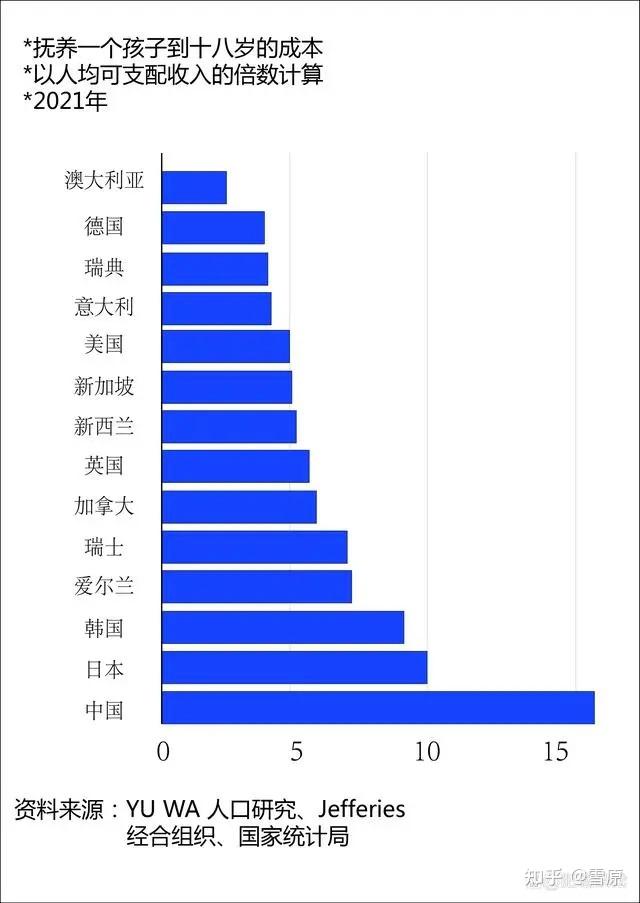 *抚养一个孩子到十八岁的成本
*以人均可支配收入的倍数计算
*2021年
澳大利亚
德国
瑞典
意大利
美国
新加坡
新西兰
英国
加拿大
瑞士
爱尔兰
韩国
日本
中国
0 5 10 15
资料来源：YU WA 人口研究、Jefferies
经合组织、国家统计局
知乎 @雪原